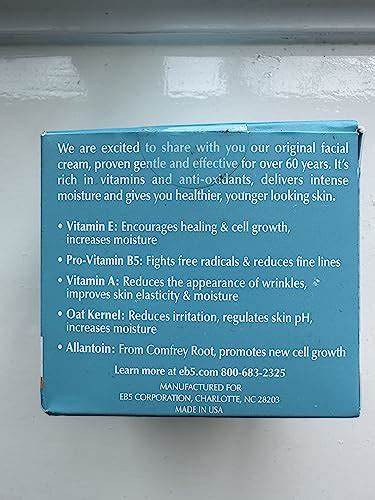 We are excited to share with you our original facial
cream, proven gentle and effective for over 60 years. It's
rich in vitamins and anti-oxidants, delivers intense
moisture and gives you healthier, younger looking skin.
• Vitamin E: Encourages healing & cell growth,
increases moisture
• Pro-Vitamin B5: Fights free radicals & reduces fine lines
• Vitamin A: Reduces the appearance of wrinkles,
improves skin elasticity & moisture
• Oat Kernel: Reduces irritation, regulates skin pH,
increases moisture
• Allantoin: From Comfrey Root, promotes new cell growth
Learn more at eb5.com 800-683-2325
MANUFACTURED FOR
EB5 CORPORATION, CHARLOTTE, NC 28203
MADE IN USA